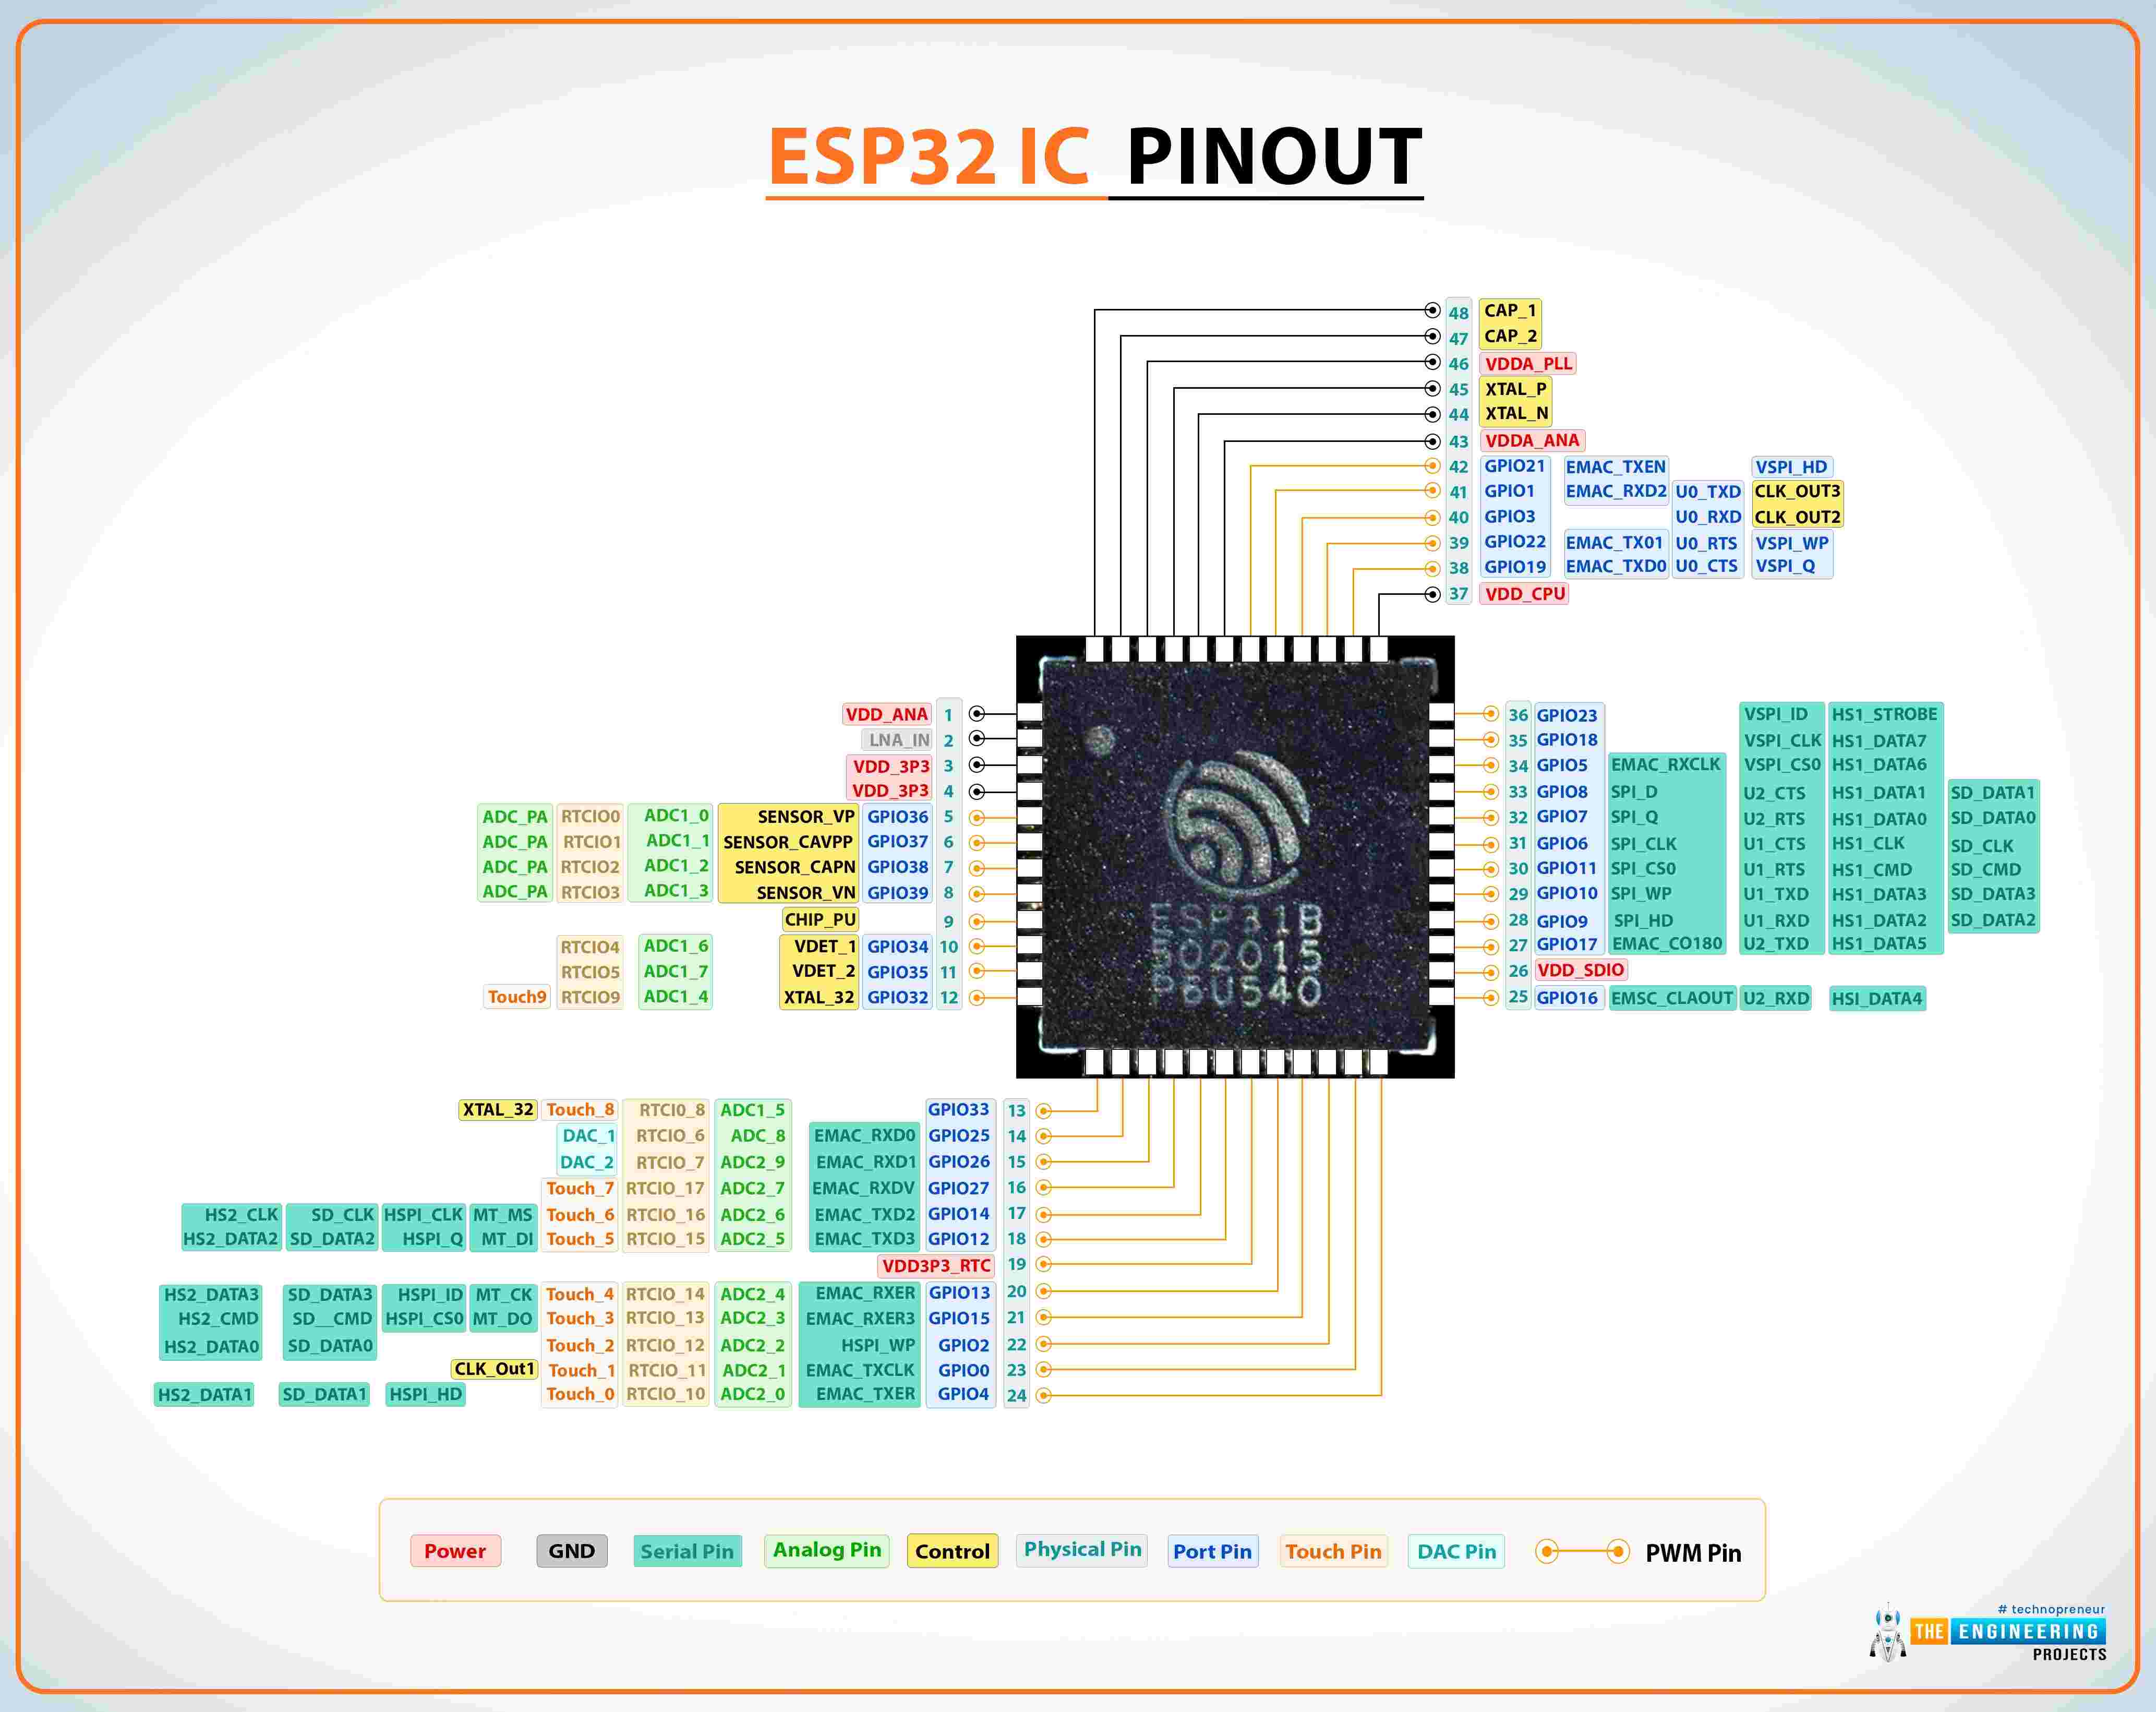 ESP32 IC PINOUT
48 CAP_1
47 CAP_2
46 VDDA_PLL
45 XTAL_P
44 XTAL_N
43 VDDA_ANA
42 GPIO21 EMAC_TXEN VSPI_HD
41 GPIO1 EMAC_RXD2 U0_TXD CLK_OUT3
40 GPIO3 U0_RXD CLK_OUT2
39 GPIO22 EMAC_TX01 U0_RTS VSPI_WP
38 GPIO19 EMAC_TXD0 U0_CTS VSPI_Q
37 VDD_CPU
VDD_ANA 1
LNA_IN 2
VDD_3P3 3
VDD_3P3 4
ADC_PA RTCIO0 ADC1_0 SENSOR_VP GPIO36 5
ADC_PA RTCIO1 ADC1_1 SENSOR_CAVPP GPIO37 6
ADC_PA RTCIO2 ADC1_2 SENSOR_CAPN GPIO38 7
ADC_PA RTCIO3 ADC1_3 SENSOR_VN GPIO39 8
CHIP_PU 9
RTCIO4 ADC1_6 VDET_1 GPIO34 10
RTCIO5 ADC1_7 VDET_2 GPIO35 11
Touch9 RTCIO9 ADC1_4 XTAL_32 GPIO32 12
ESP31B
502015
PBU540
36 GPIO23 VSPI_ID HS1_STROBE
35 GPIO18 VSPI_CLK HS1_DATA7
34 GPIO5 EMAC_RXCLK VSPI_CS0 HS1_DATA6
33 GPIO8 SPI_D U2_CTS HS1_DATA1 SD_DATA1
32 GPIO7 SPI_Q U2_RTS HS1_DATA0 SD_DATA0
31 GPIO6 SPI_CLK U1_CTS HS1_CLK SD_CLK
30 GPIO11 SPI_CS0 U1_RTS HS1_CMD SD_CMD
29 GPIO10 SPI_WP U1_TXD HS1_DATA3 SD_DATA3
28 GPIO9 SPI_HD U1_RXD HS1_DATA2 SD_DATA2
27 GPIO17 EMAC_CO180 U2_TXD HS1_DATA5
26 VDD_SDIO
25 GPIO16 EMSC_CLAOUT U2_RXD HSI_DATA4
XTAL_32 Touch_8 RTCI0_8 ADC1_5 GPIO33 13
DAC_1 RTCIO_6 ADC_8 EMAC_RXD0 GPIO25 14
DAC_2 RTCIO_7 ADC2_9 EMAC_RXD1 GPIO26 15
Touch_7 RTCIO_17 ADC2_7 EMAC_RXDV GPIO27 16
HS2_CLK SD_CLK HSPI_CLK MT_MS Touch_6 RTCIO_16 ADC2_6 EMAC_TXD2 GPIO14 17
HS2_DATA2 SD_DATA2 HSPI_Q MT_DI Touch_5 RTCIO_15 ADC2_5 EMAC_TXD3 GPIO12 18
VDD3P3_RTC 19
HS2_DATA3 SD_DATA3 HSPI_ID MT_CK Touch_4 RTCIO_14 ADC2_4 EMAC_RXER GPIO13 20
HS2_CMD SD__CMD HSPI_CS0 MT_DO Touch_3 RTCIO_13 ADC2_3 EMAC_RXER3 GPIO15 21
HS2_DATA0 SD_DATA0 Touch_2 RTCIO_12 ADC2_2 HSPI_WP GPIO2 22
CLK_Out1 Touch_1 RTCIO_11 ADC2_1 EMAC_TXCLK GPIO0 23
HS2_DATA1 SD_DATA1 HSPI_HD Touch_0 RTCIO_10 ADC2_0 EMAC_TXER GPIO4 24
Power GND Serial Pin Analog Pin Control Physical Pin Port Pin Touch Pin DAC Pin PWM Pin
# technopreneur
THE ENGINEERING
PROJECTS